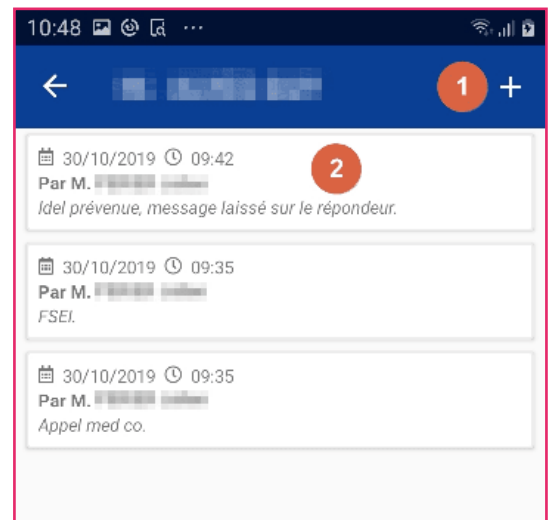 10:48
1
30/10/2019 09:42
2
Par M.
Idel prévenue, message laissé sur le répondeur.
30/10/2019 09:35
Par M.
FSEI.
30/10/2019 09:35
Par M.
Appel med co.